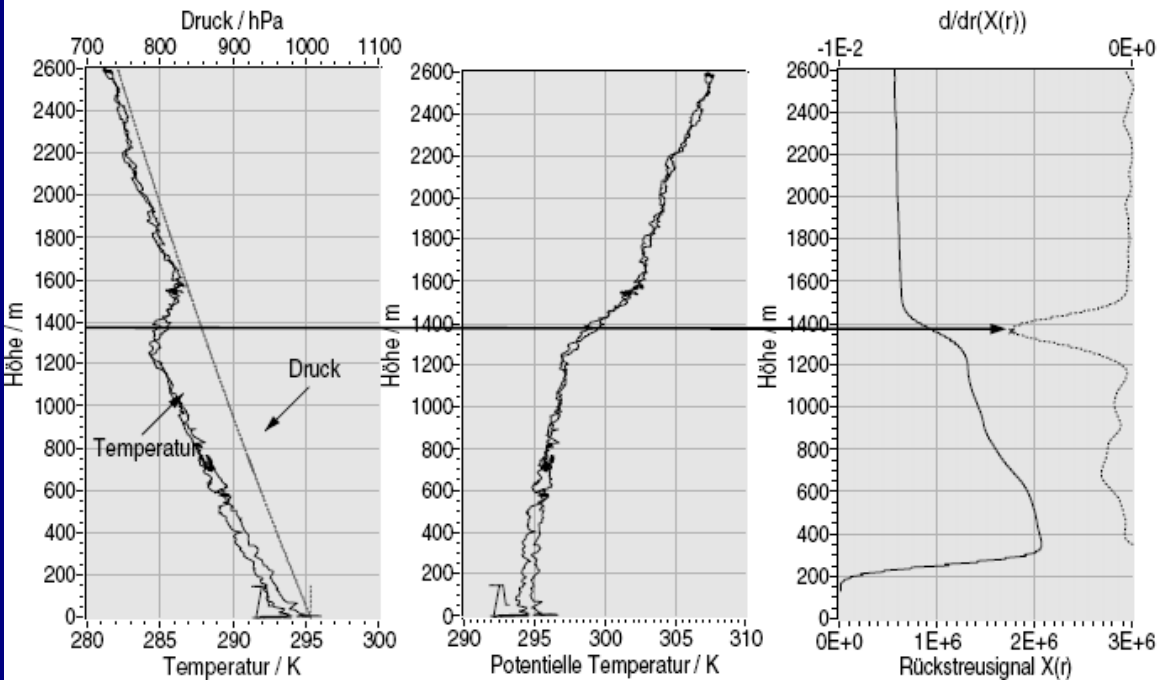 Druck / hPa
700 800 900 1000 1100
2600
2400
2200
2000
1800
1600
1400
1200
1000
800
600
400
200
0
Höhe / m
Druck
Temperatur
280 285 290 295 300
Temperatur / K
2600
2400
2200
2000
1800
1600
1400
1200
1000
800
600
400
200
0
Höhe / m
290 295 300 305 310
Potentielle Temperatur / K
d/dr(X(r))
-1E-2 0E+0
2600
2400
2200
2000
1800
1600
1400
1200
1000
800
600
400
200
0
Höhe / m
0E+0 1E+6 2E+6 3E+6
Rückstreusignal X(r)